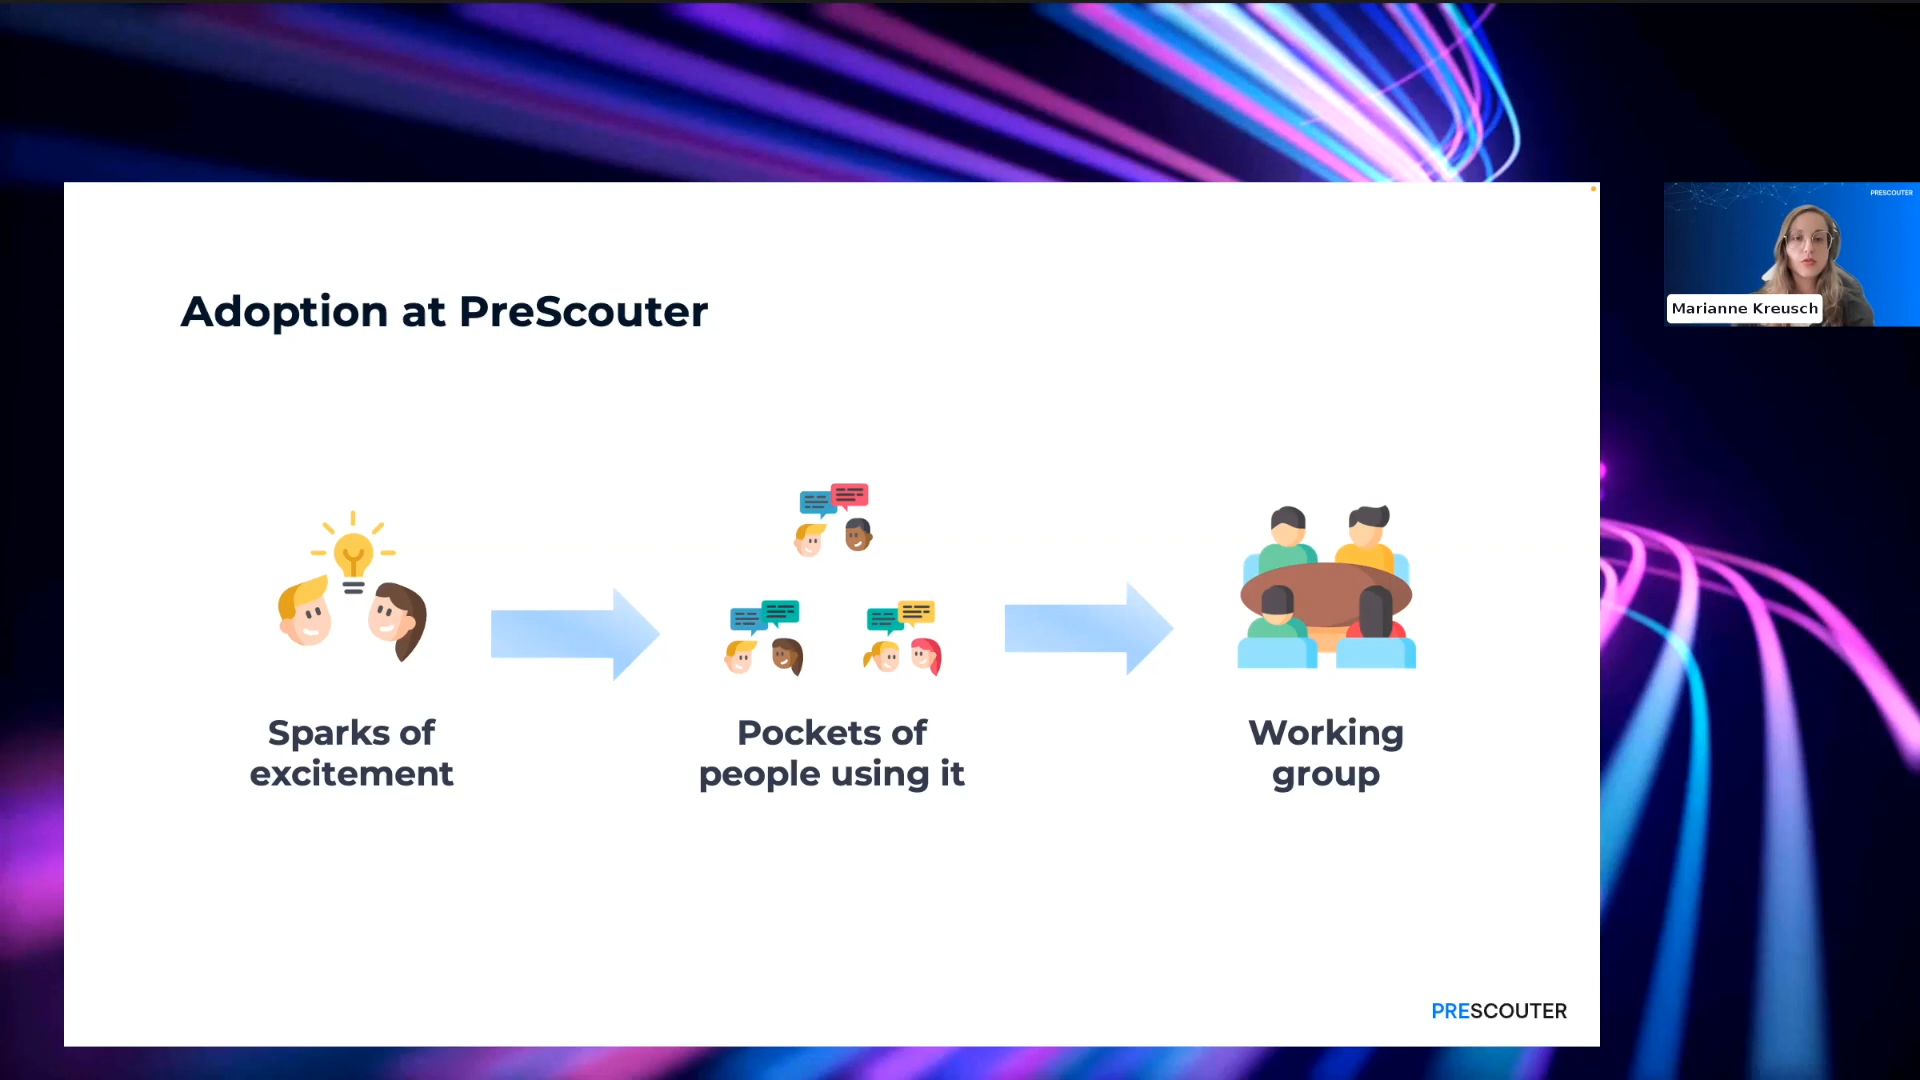 PRESCOUTER
Marianne Kreusch
Adoption at PreScouter
Sparks of
excitement
Pockets of
people using it
Working
group
PRESCOUTER